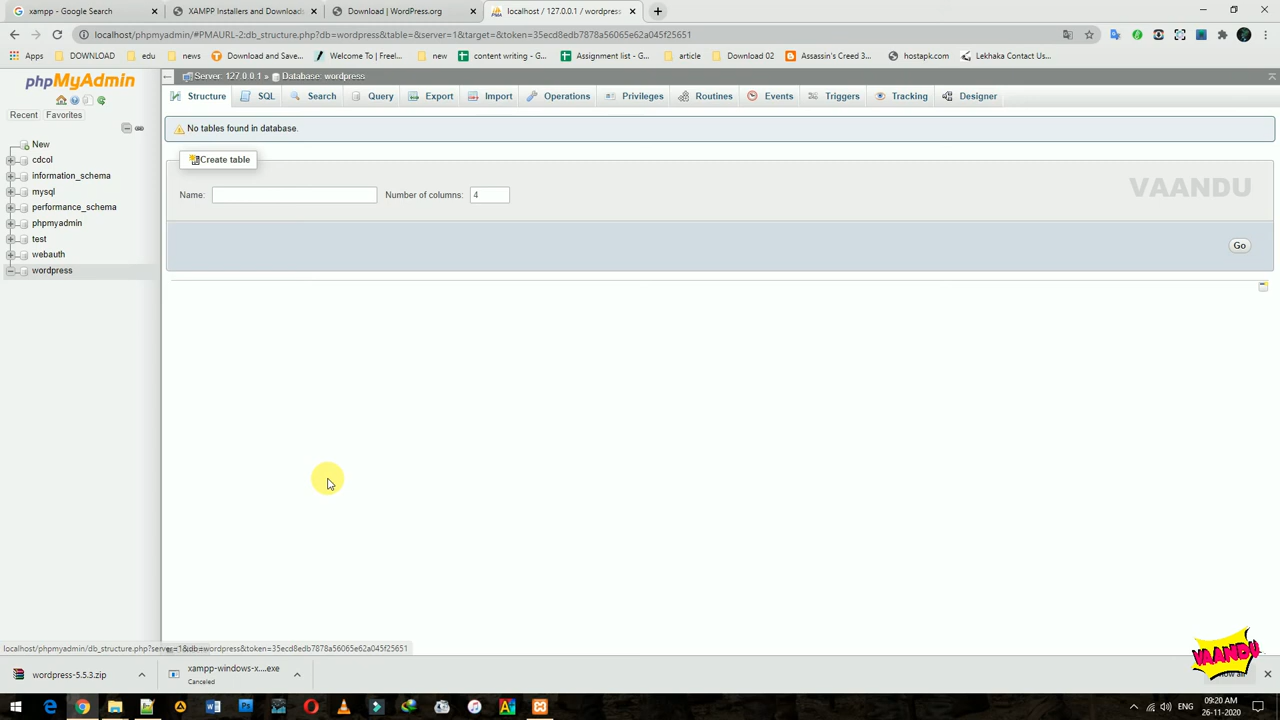 xampp - Google Search
XAMPP Installers and Downloads
Download | WordPress.org
localhost / 127.0.0.1 / wordpress
localhost/phpmyadmin/#PMAURL-2:db_structure.php?db=wordpress&table=&server=1&target=&token=35ecd8edb7878a56065e62a045f25651
Apps
DOWNLOAD
edu
news
Download and Save...
Welcome To | Freel...
new
content writing - G...
Assignment list - G...
article
Download 02
Assassin's Creed 3...
hostapk.com
Lekhaka Contact Us...
phpMyAdmin
Server: 127.0.0.1 » Database: wordpress
Structure
SQL
Search
Query
Export
Import
Operations
Privileges
Routines
Events
Triggers
Tracking
Designer
Recent
Favorites
No tables found in database.
New
cdcol
information_schema
mysql
performance_schema
phpmyadmin
test
webauth
wordpress
Create table
Name:
Number of columns: 4
VAANDU
Go
localhost/phpmyadmin/db_structure.php?server=1&db=wordpress&token=35ecd8edb7878a56065e62a045f25651
wordpress-5.5.3.zip
xampp-windows-x....exe
Canceled
VAANDU
ENG
09:20 AM
26-11-2020